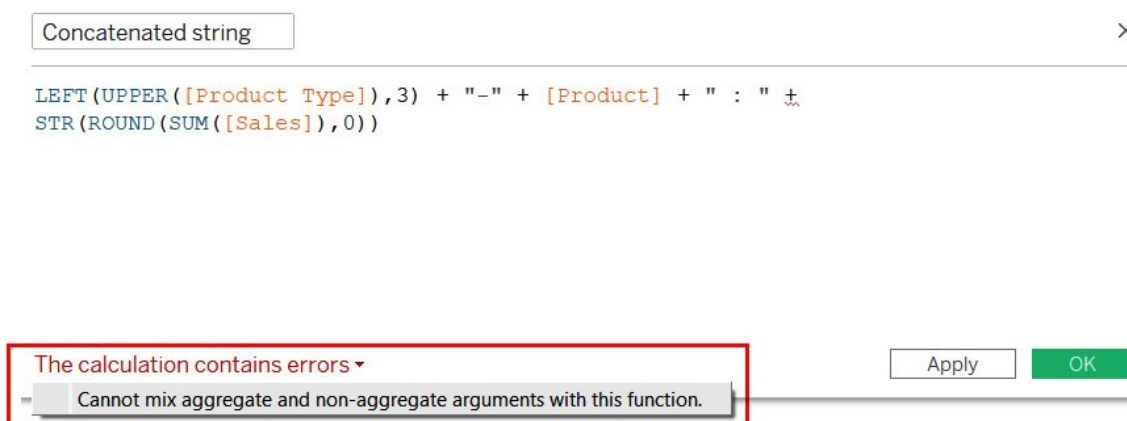 Concatenated string
LEFT(UPPER([Product Type]),3) + "-" + [Product] + " : " +
STR(ROUND(SUM([Sales]),0))
The calculation contains errors
Apply
OK
Cannot mix aggregate and non-aggregate arguments with this function.